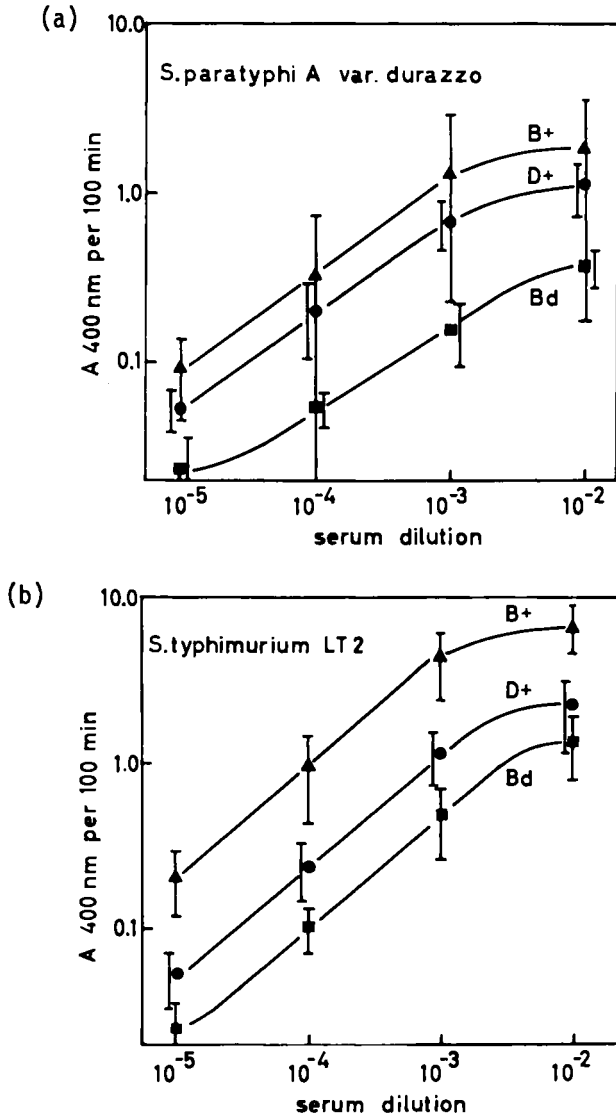 (a)
10.0
S.paratyphi A var. durazzo
B+
1.0
D+
A 400 nm per 100 min
Bd
0.1
10⁻⁵ 10⁻⁴ 10⁻³ 10⁻²
serum dilution
(b)
10.0
B+
S.typhimurium LT2
D+
1.0
Bd
A 400 nm per 100 min
0.1
10⁻⁵ 10⁻⁴ 10⁻³ 10⁻²
serum dilution